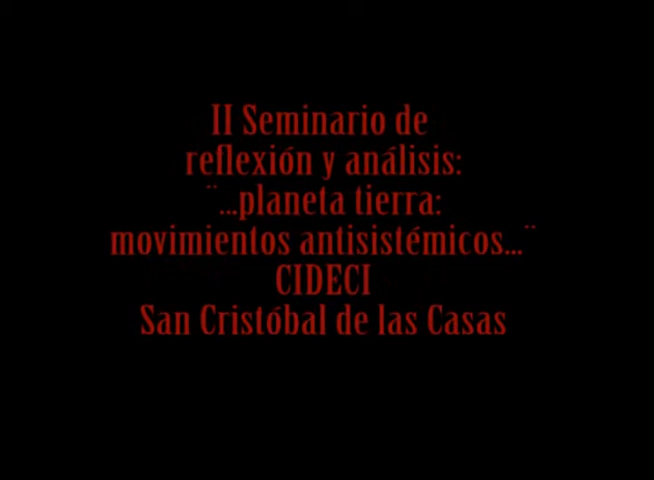 II Seminario de
reflexión y análisis:
¨...planeta tierra:
movimientos antisistémicos...¨
CIDECI
San Cristóbal de las Casas